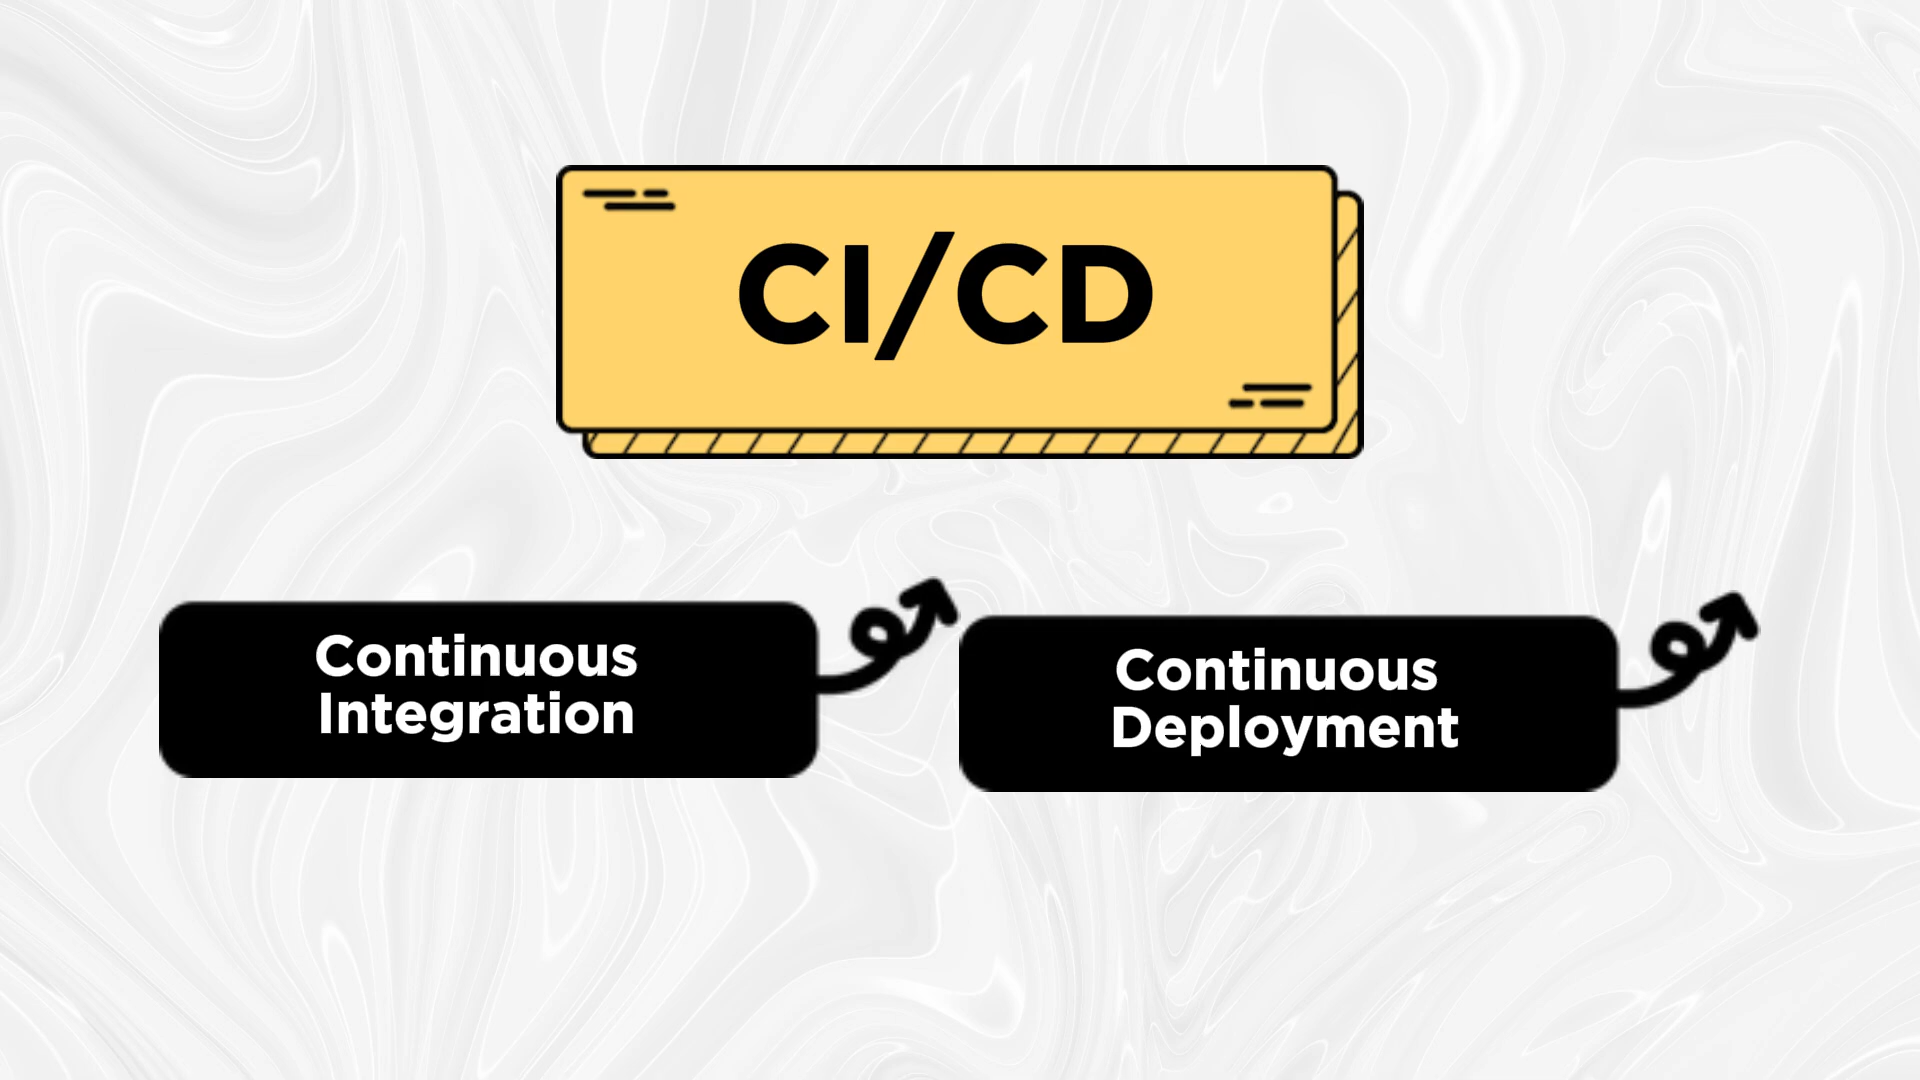 CI/CD
Continuous
Integration
Continuous
Deployment